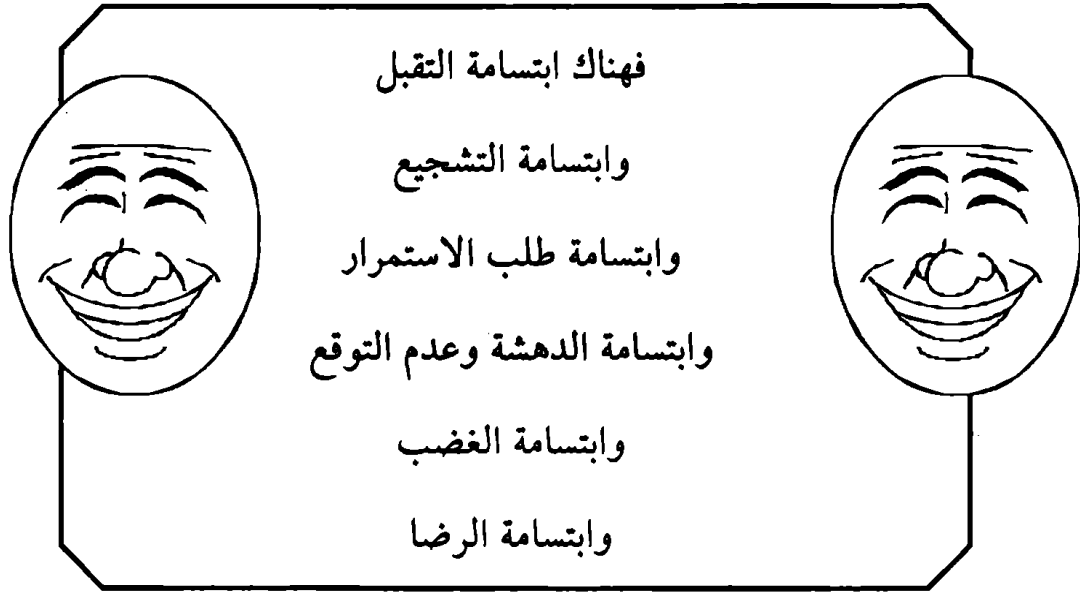 فهناك ابتسامة التقبل
وابتسامة التشجيع
وابتسامة طلب الاستمرار
وابتسامة الدهشة وعدم التوقع
وابتسامة الغضب
وابتسامة الرضا